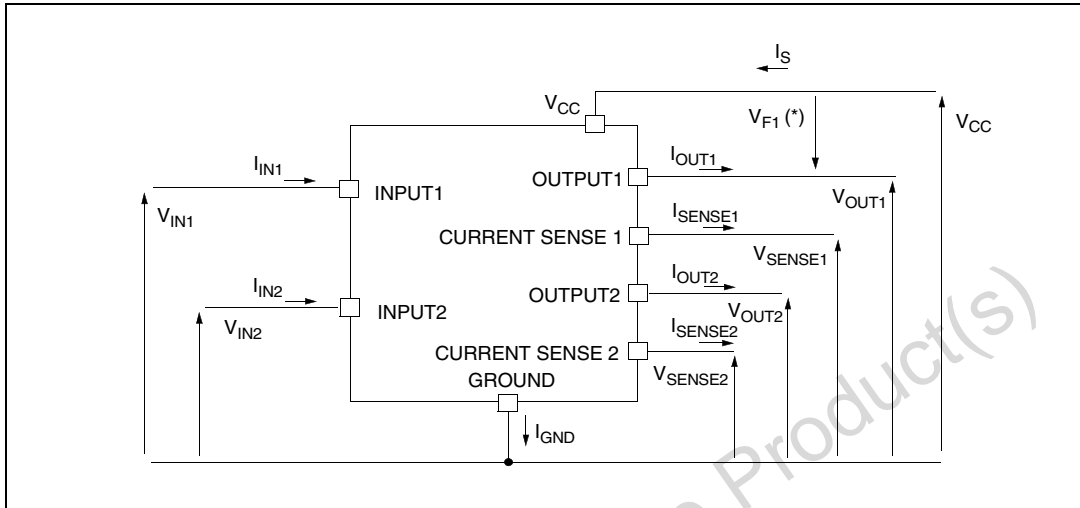 I_S
V_CC
V_F1 (*)
V_CC
I_IN1
I_OUT1
INPUT1
OUTPUT1
V_IN1
V_OUT1
I_SENSE1
CURRENT SENSE 1
V_SENSE1
I_IN2
I_OUT2
INPUT2
OUTPUT2
V_IN2
V_OUT2
I_SENSE2
CURRENT SENSE 2
V_SENSE2
GROUND
I_GND
Product(s)